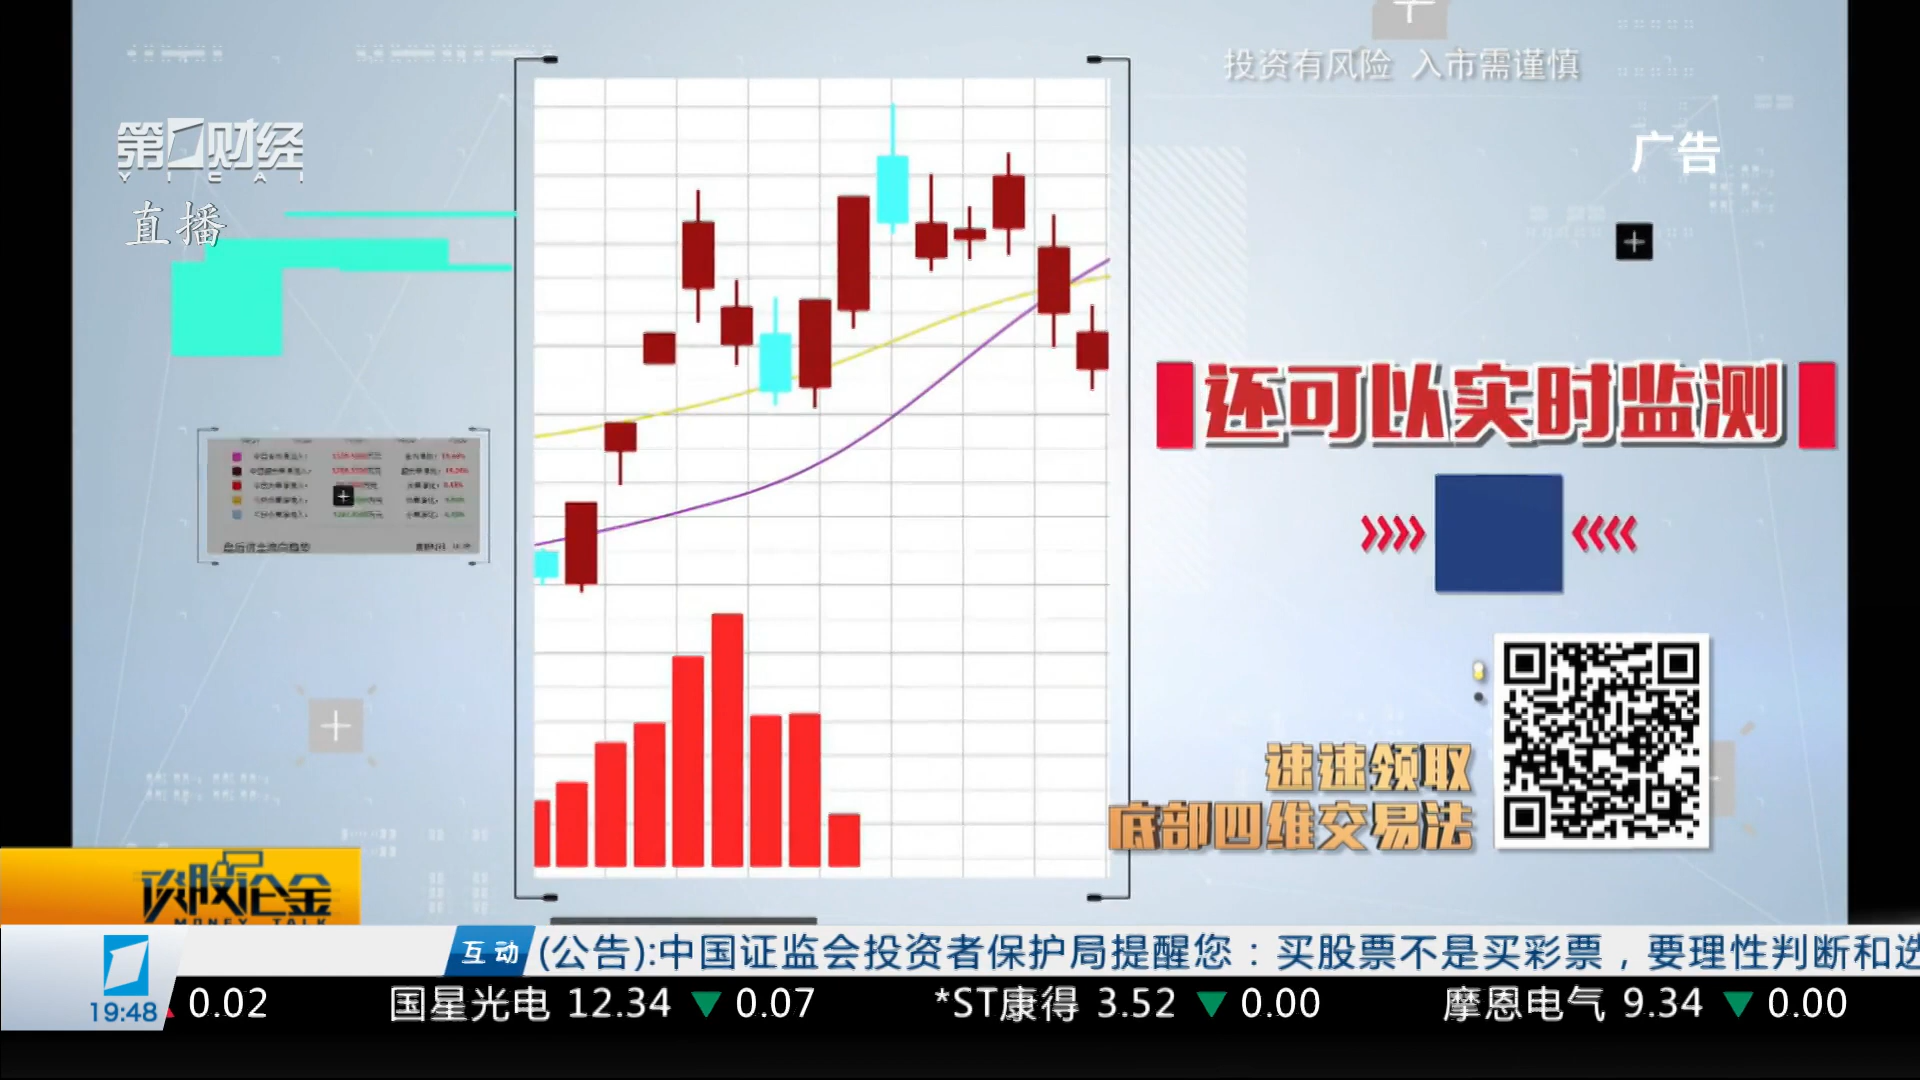 投资有风险 入市需谨慎
第一财经
YICAI
广告
直播
还可以实时监测
速速领取
底部四维交易法
谈股论金
MONEY TALK
互动 (公告):中国证监会投资者保护局提醒您：买股票不是买彩票，要理性判断和选
19:48
0.02 国星光电 12.34 ▼ 0.07 *ST康得 3.52 ▼ 0.00 摩恩电气 9.34 ▼ 0.00